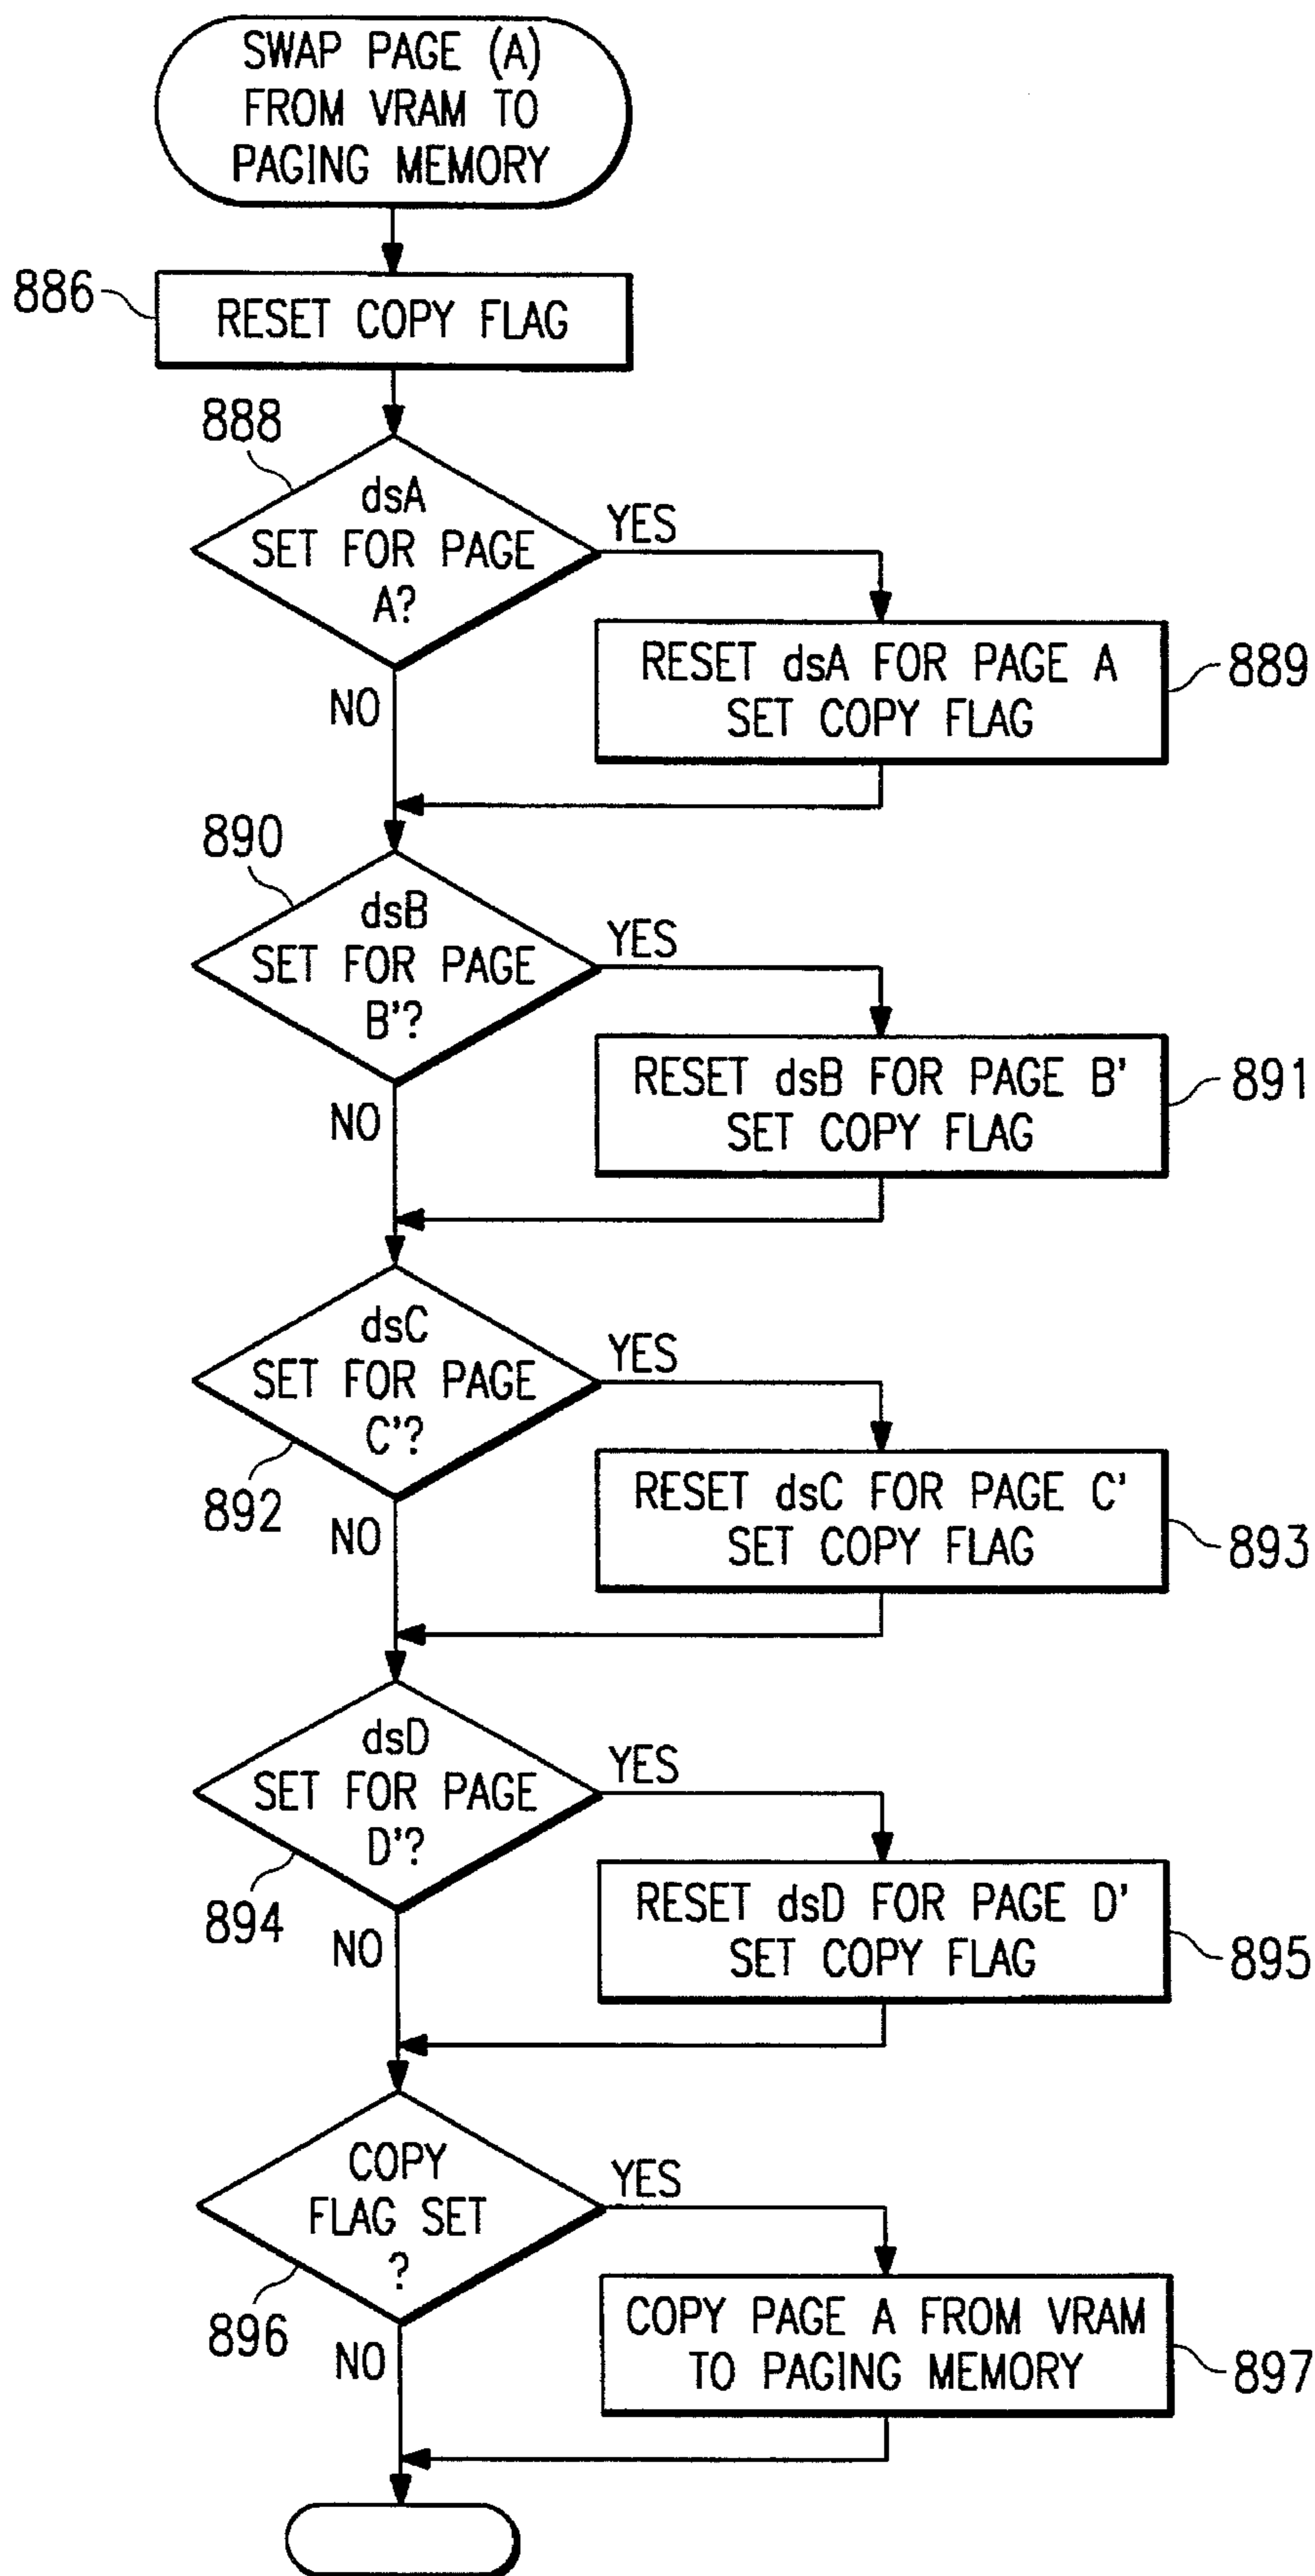 SWAP PAGE (A)
FROM VRAM TO
PAGING MEMORY
886
RESET COPY FLAG
888
dsA
SET FOR PAGE
A?
YES
NO
RESET dsA FOR PAGE A
SET COPY FLAG
889
890
dsB
SET FOR PAGE
B'?
YES
NO
RESET dsB FOR PAGE B'
SET COPY FLAG
891
dsC
SET FOR PAGE
C'?
YES
892
NO
RESET dsC FOR PAGE C'
SET COPY FLAG
893
dsD
SET FOR PAGE
D'?
YES
894
NO
RESET dsD FOR PAGE D'
SET COPY FLAG
895
COPY
FLAG SET
?
YES
896
NO
COPY PAGE A FROM VRAM
TO PAGING MEMORY
897